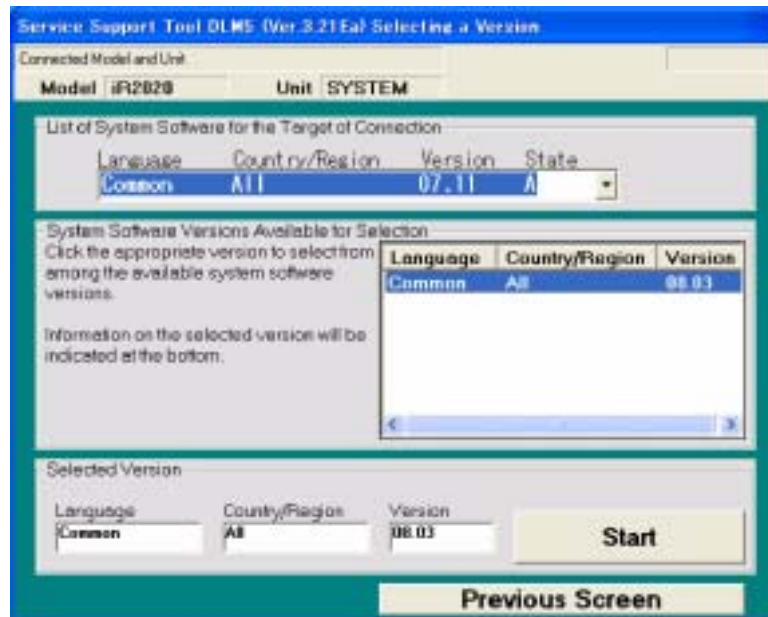 Service Support Tool DLM5 (Ver.3.21Ea) Selecting a Version
Connected Model and Unit
Model iR2020 Unit SYSTEM
List of System Software for the Target of Connection
Language Country/Region Version State
Common All 07.11 A
System Software Versions Available for Selection
Click the appropriate version to select from
among the available system software
versions.
Information on the selected version will be
indicated at the bottom.
Language Country/Region Version
Common All 08.03
Selected Version
Language Country/Region Version
Common All 08.03
Start
Previous Screen